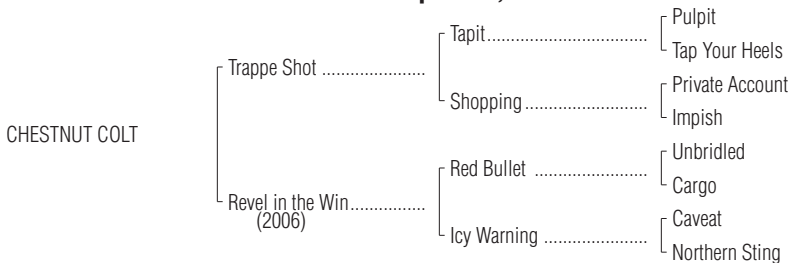 Pulpit
Tapit................................
Tap Your Heels
Trappe Shot .....................
Private Account
Shopping........................
Impish
CHESTNUT COLT
Unbridled
Red Bullet .......................
Cargo
Revel in the Win...............
(2006)
Caveat
Icy Warning .....................
Northern Sting